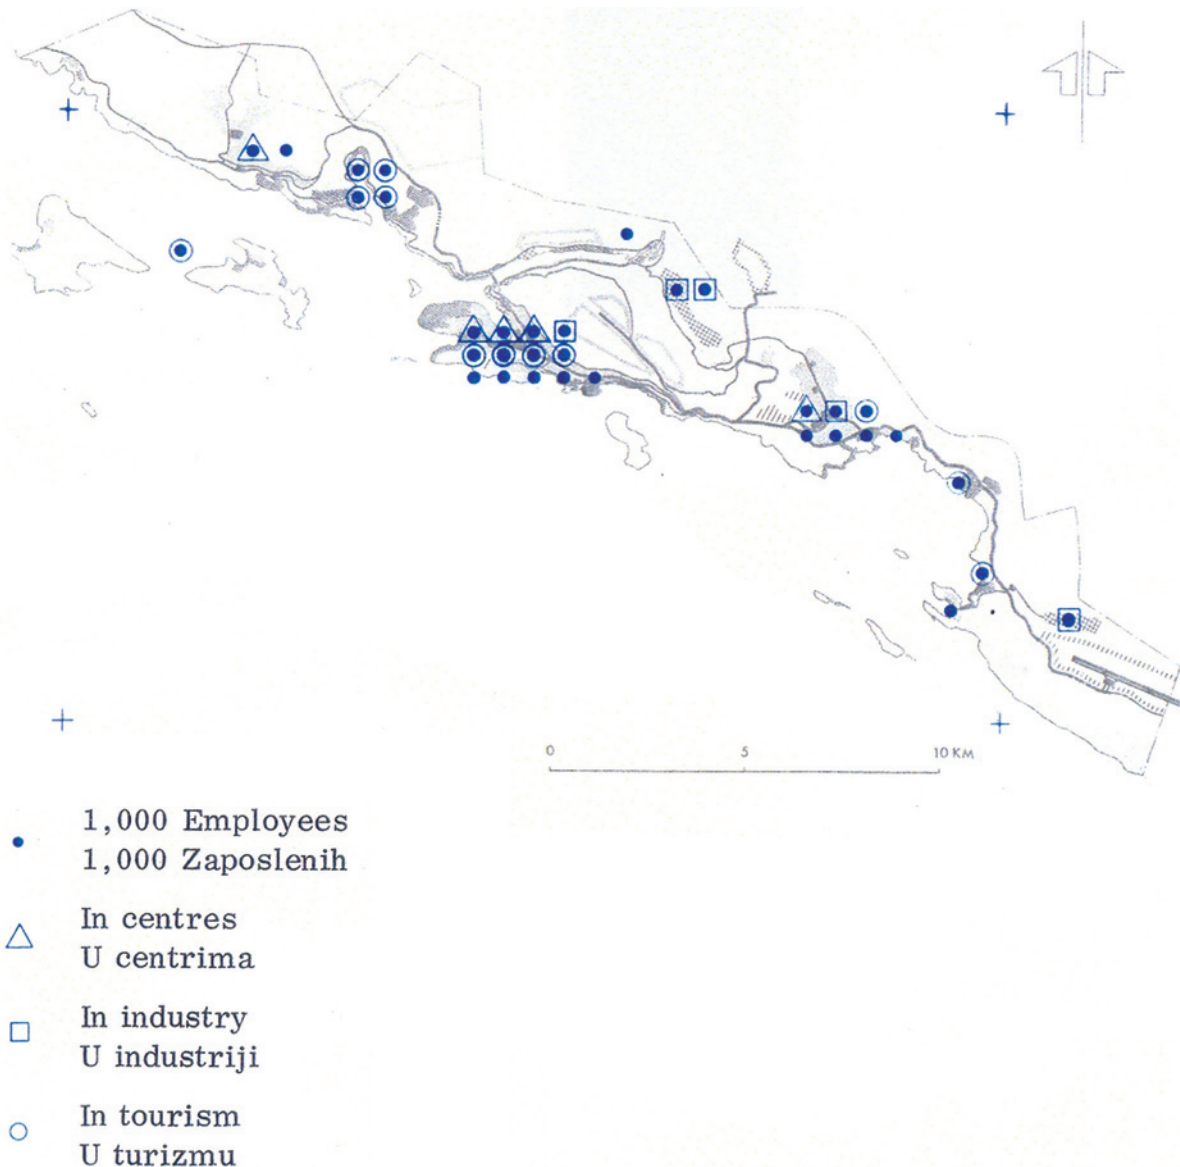 0 5 10 KM
1,000 Employees
1,000 Zaposlenih
In centres
U centrima
In industry
U industriji
In tourism
U turizmu